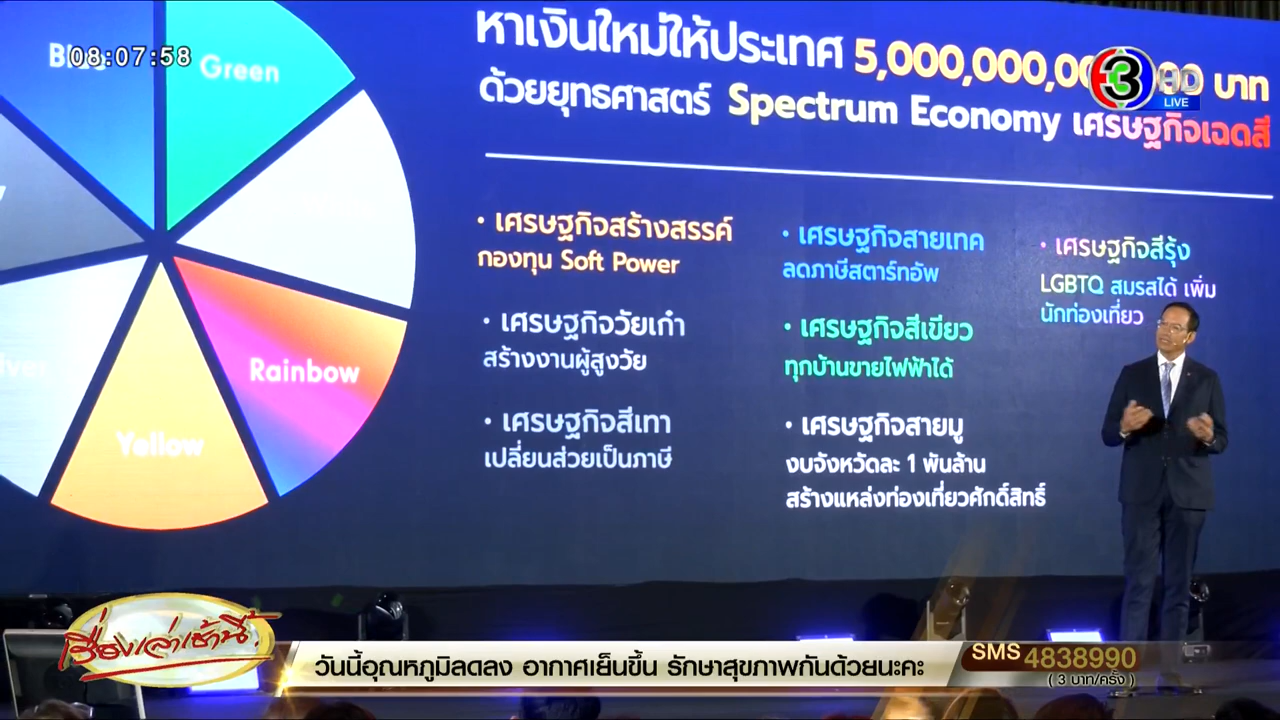 08:07:58
Green
Rainbow
Yellow
หาเงินใหม่ให้ประเทศ 5,000,000,0 00 บาท
ด้วยยุทธศาสตร์ Spectrum Economy เศรษฐกิจเฉดสี
• เศรษฐกิจสร้างสรรค์
กองทุน Soft Power
• เศรษฐกิจวัยเก๋า
สร้างงานผู้สูงวัย
• เศรษฐกิจสีเทา
เปลี่ยนส่วยเป็นภาษี
• เศรษฐกิจสายเทค
ลดภาษีสตาร์ทอัพ
• เศรษฐกิจสีเขียว
ทุกบ้านขายไฟฟ้าได้
• เศรษฐกิจสายมู
งบจังหวัดละ 1 พันล้าน
สร้างแหล่งท่องเที่ยวศักดิ์สิทธิ์
• เศรษฐกิจสีรุ้ง
LGBTQ สมรสได้ เพิ่ม
นักท่องเที่ยว
3 HD
LIVE
เรื่องเล่าเช้านี้
วันนี้อุณหภูมิลดลง อากาศเย็นขึ้น รักษาสุขภาพกันด้วยนะคะ
SMS 4838990
( 3 บาท/ครั้ง )